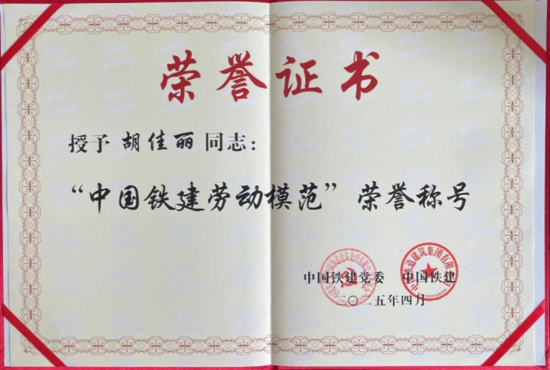 荣誉证书
授予 胡佳丽 同志：
“中国铁建劳动模范”荣誉称号
中国铁建党委 中国铁建
二〇二五年四月